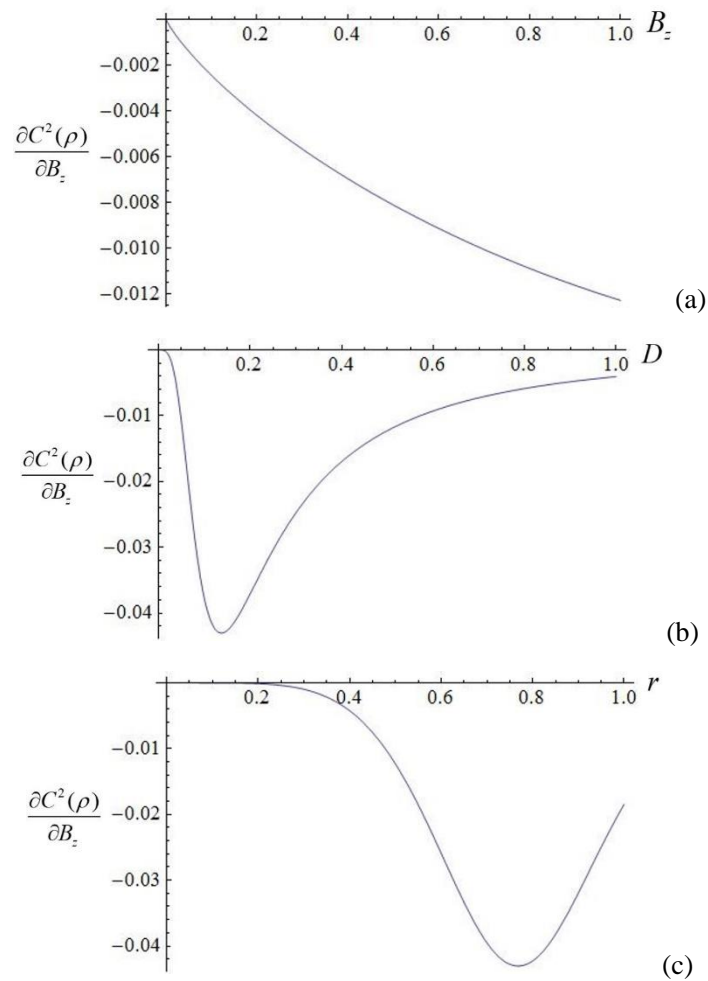 0.2 0.4 0.6 0.8 1.0 B_z
−0.002
−0.004
∂C²(ρ)
∂B_z
−0.006
−0.008
−0.010
−0.012
(a)
0.2 0.4 0.6 0.8 1.0 D
−0.01
∂C²(ρ)
∂B_z
−0.02
−0.03
−0.04
(b)
0.2 0.4 0.6 0.8 1.0 r
−0.01
∂C²(ρ)
∂B_z
−0.02
−0.03
−0.04
(c)